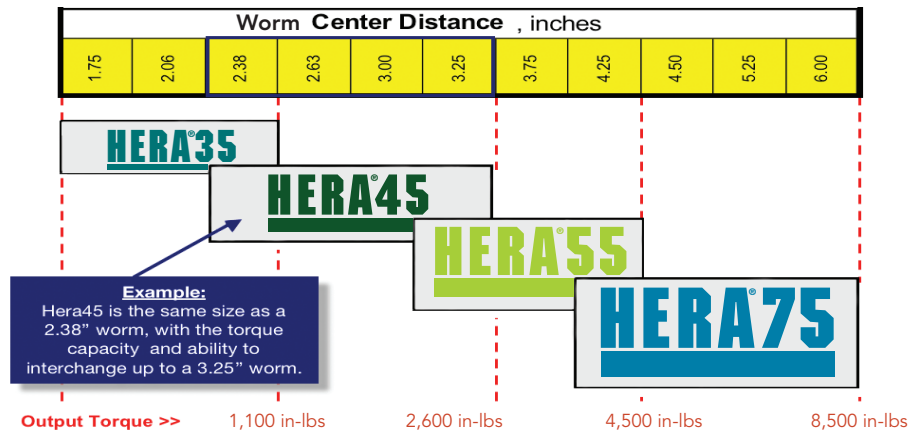 Worm Center Distance , inches
1.75 2.06 2.38 2.63 3.00 3.25 3.75 4.25 4.50 5.25 6.00
HERA®35
HERA®45
HERA®55
HERA®75
Example:
Hera45 is the same size as a
2.38” worm, with the torque
capacity and ability to
interchange up to a 3.25” worm.
Output Torque >> 1,100 in-lbs 2,600 in-lbs 4,500 in-lbs 8,500 in-lbs